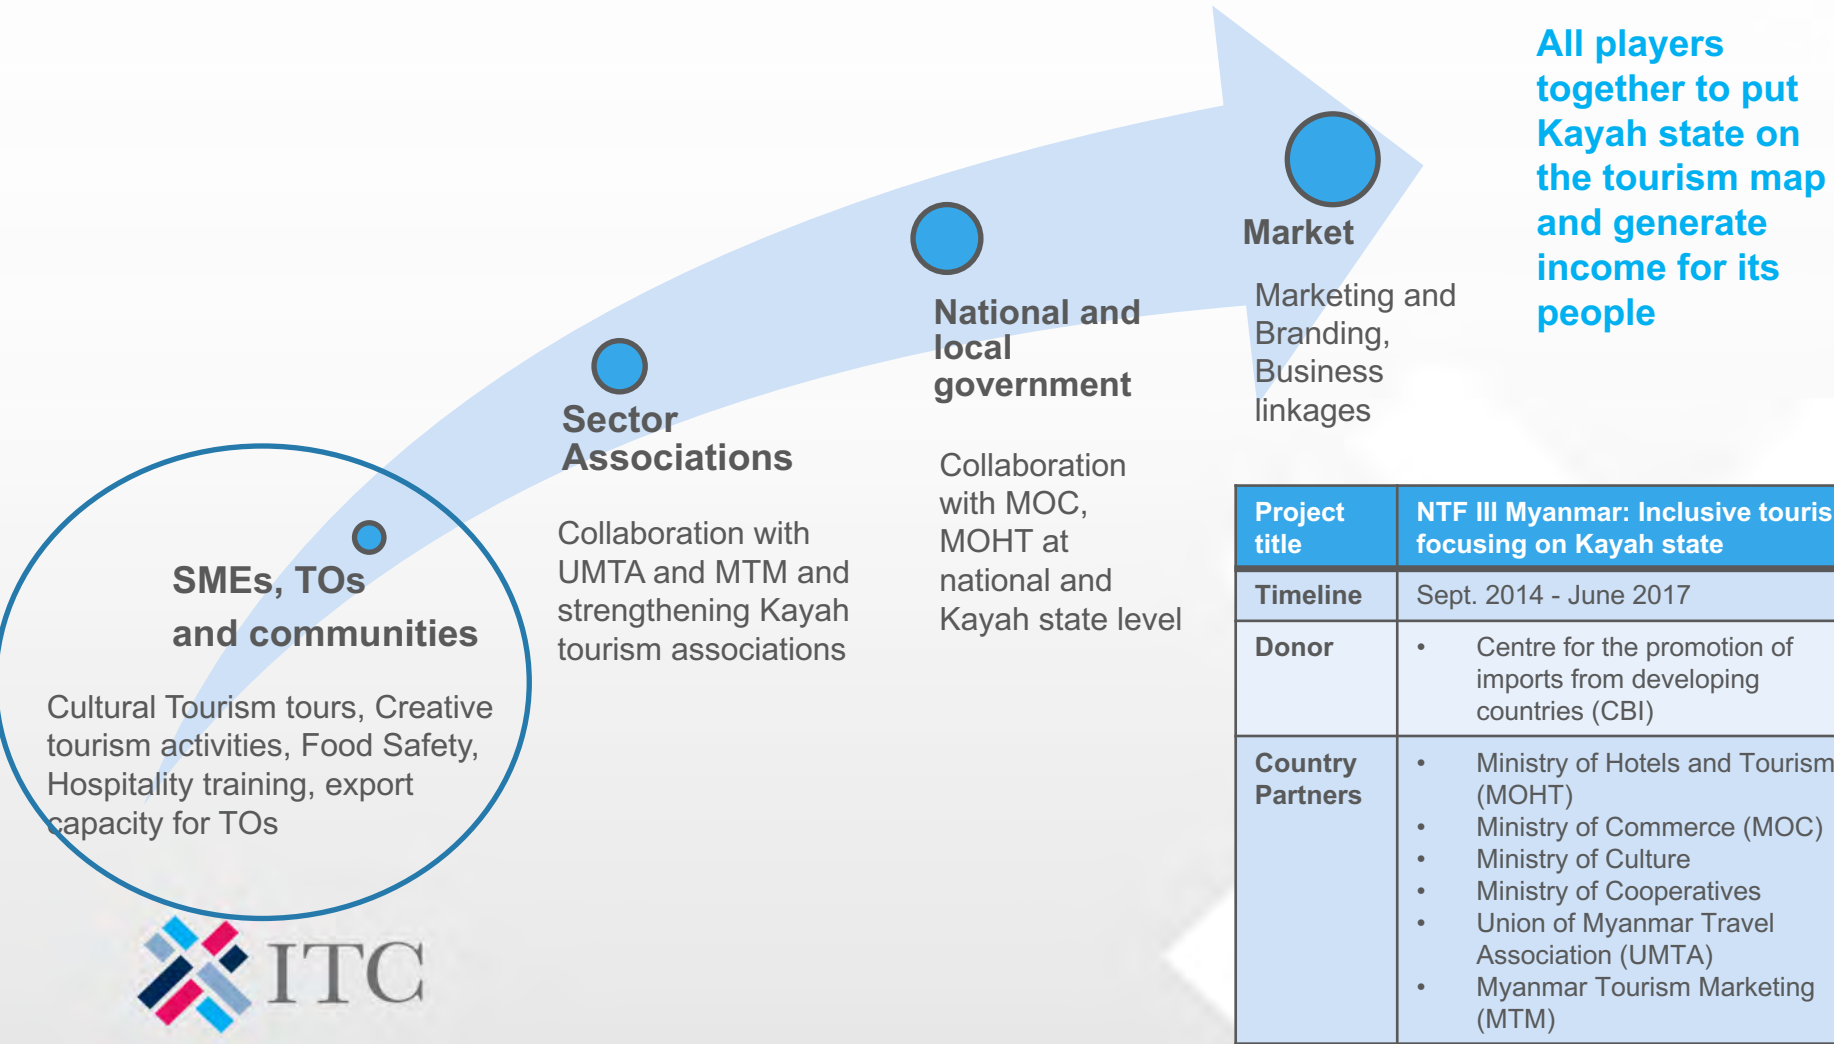 All players
together to put
Kayah state on
the tourism map
and generate
income for its
people
Market
Marketing and
Branding,
Business
linkages
National and
local
government
Collaboration
with MOC,
MOHT at
national and
Kayah state level
Sector
Associations
Collaboration with
UMTA and MTM and
strengthening Kayah
tourism associations
SMEs, TOs
and communities
Cultural Tourism tours, Creative
tourism activities, Food Safety,
Hospitality training, export
capacity for TOs
ITC
Project
title
NTF III Myanmar: Inclusive touris
focusing on Kayah state
Timeline
Sept. 2014 - June 2017
Donor
• Centre for the promotion of
imports from developing
countries (CBI)
Country
Partners
• Ministry of Hotels and Tourism
(MOHT)
• Ministry of Commerce (MOC)
• Ministry of Culture
• Ministry of Cooperatives
• Union of Myanmar Travel
Association (UMTA)
• Myanmar Tourism Marketing
(MTM)